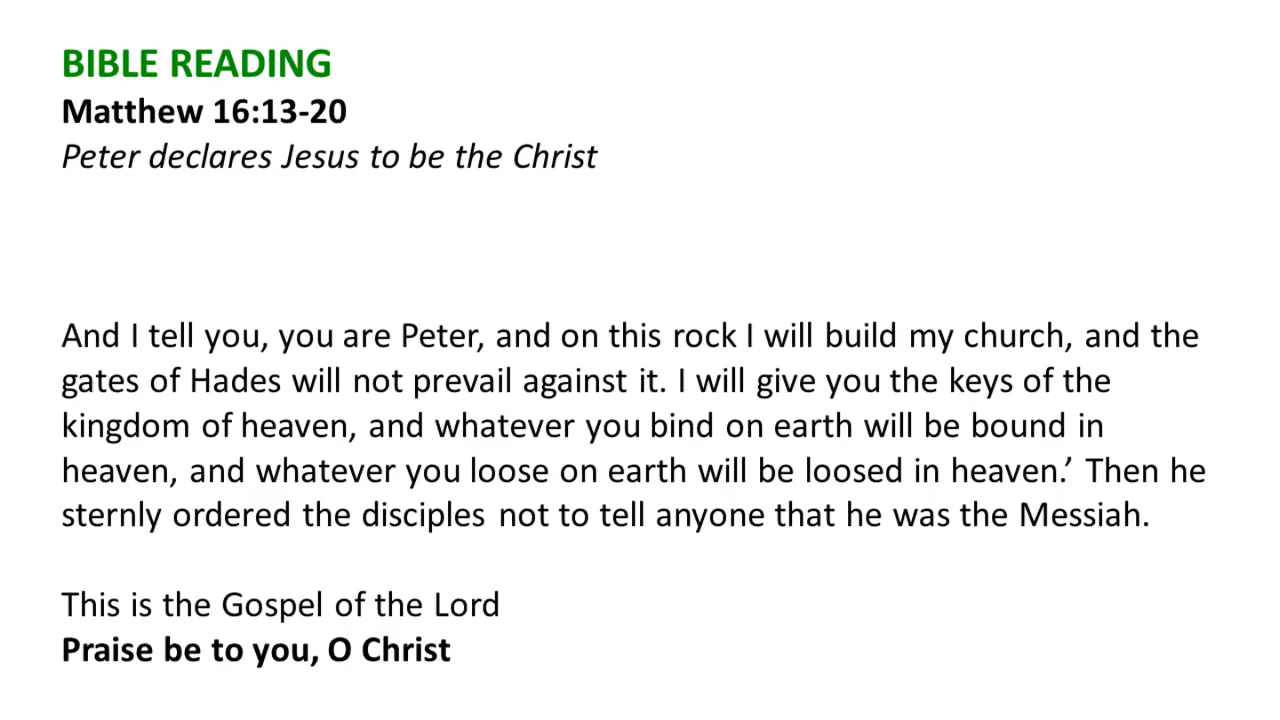 BIBLE READING
Matthew 16:13-20
Peter declares Jesus to be the Christ
And I tell you, you are Peter, and on this rock I will build my church, and the
gates of Hades will not prevail against it. I will give you the keys of the
kingdom of heaven, and whatever you bind on earth will be bound in
heaven, and whatever you loose on earth will be loosed in heaven.’ Then he
sternly ordered the disciples not to tell anyone that he was the Messiah.
This is the Gospel of the Lord
Praise be to you, O Christ